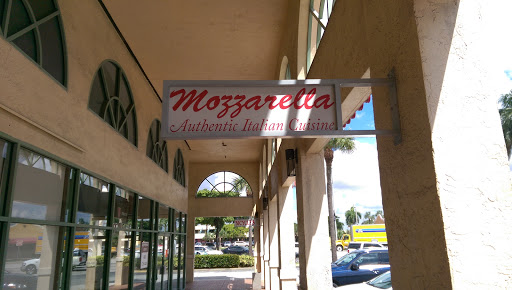 Mozzarella
Authentic Italian Cuisine